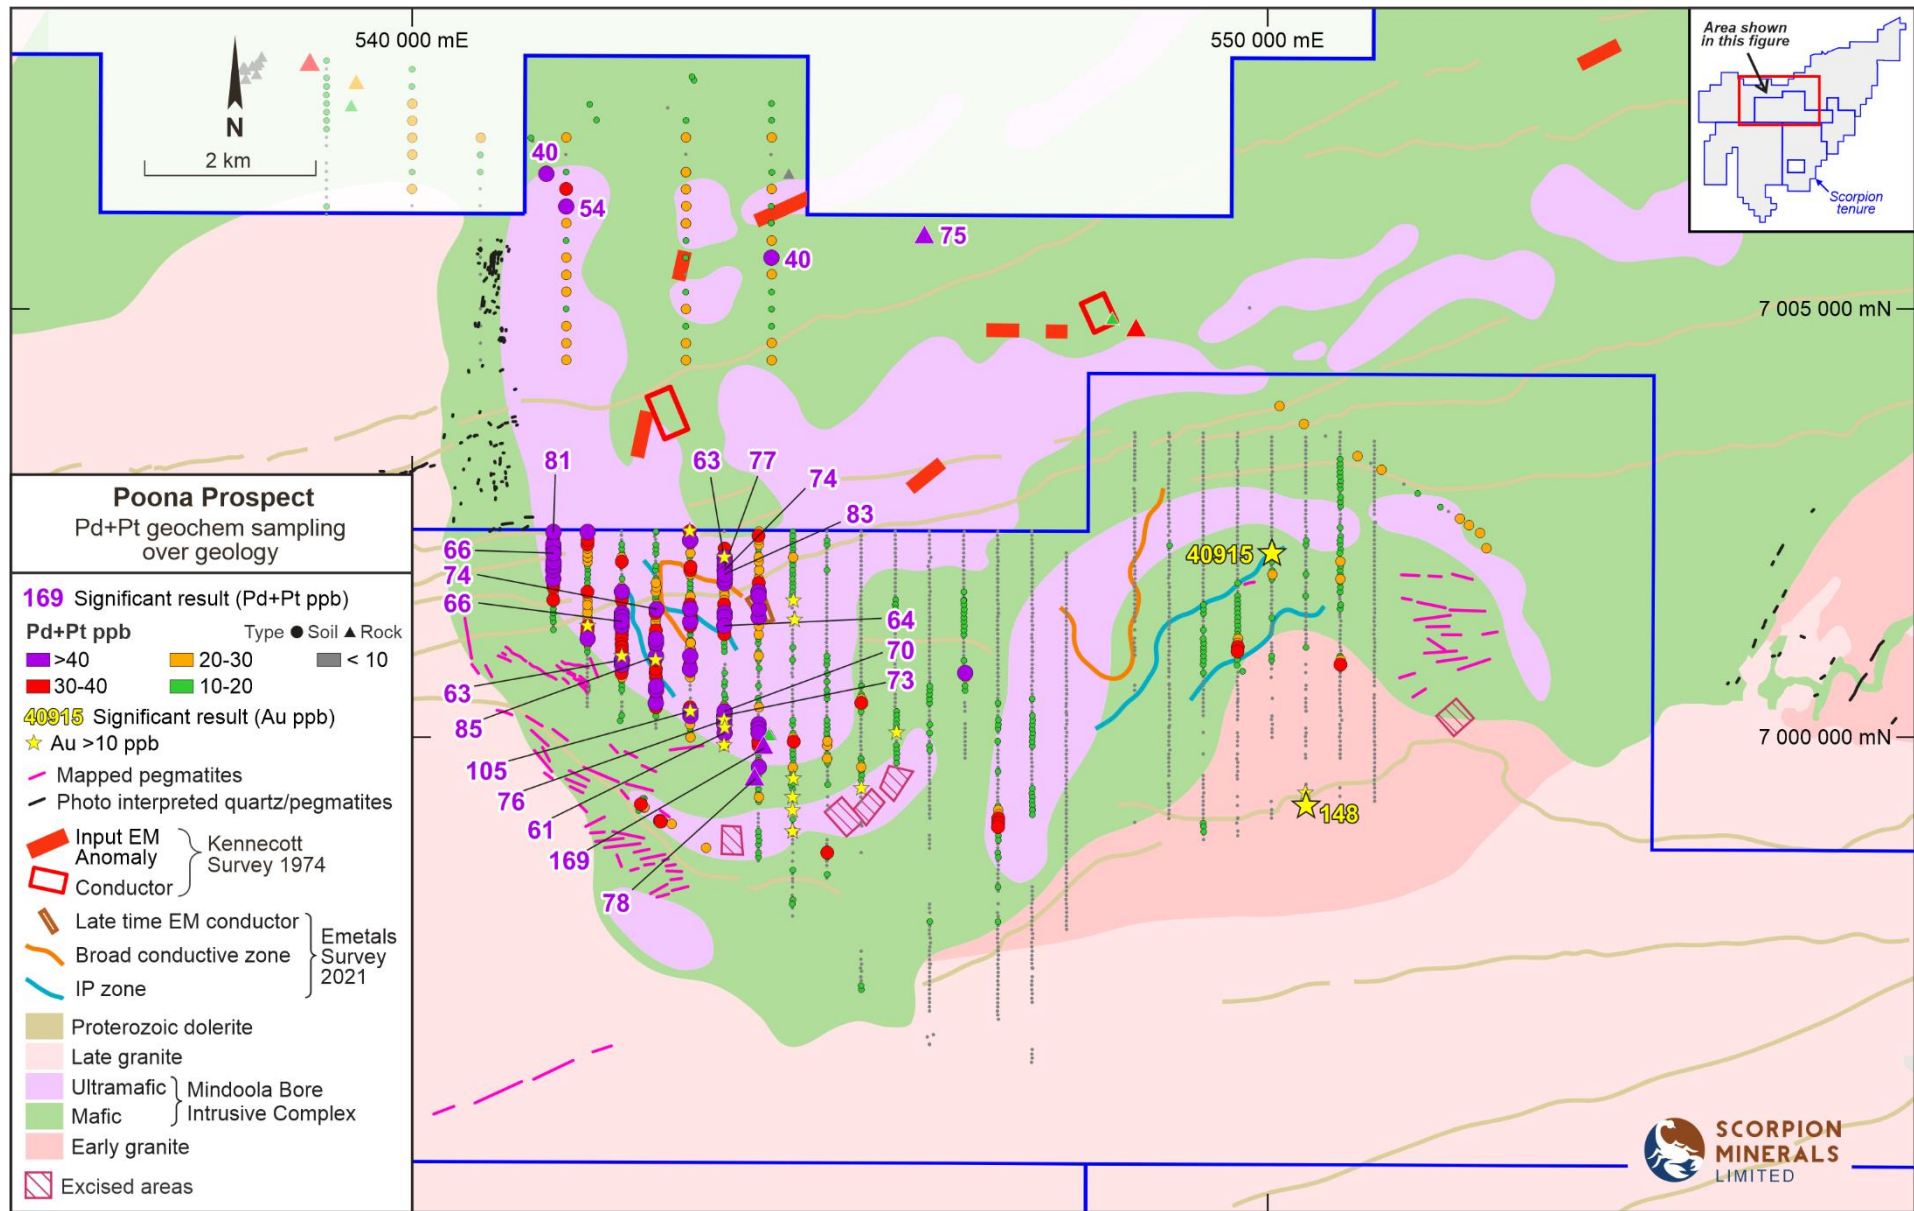 540 000 mE
550 000 mE
Area shown
in this figure
Scorpion
tenure
N
2 km
40
54
40
75
7 005 000 mN
81
63
77
74
83
66
74
66
63
85
105
76
61
169
78
64
70
73
40915
148
7 000 000 mN
Poona Prospect
Pd+Pt geochem sampling
over geology
169 Significant result (Pd+Pt ppb)
Pd+Pt ppb Type Soil Rock
>40 20-30 < 10
30-40 10-20
40915 Significant result (Au ppb)
Au >10 ppb
Mapped pegmatites
Photo interpreted quartz/pegmatites
Input EM
Anomaly
Conductor
Kennecott
Survey 1974
Late time EM conductor
Broad conductive zone
IP zone
Emetals
Survey
2021
Proterozoic dolerite
Late granite
Ultramafic
Mafic
Mindoola Bore
Intrusive Complex
Early granite
Excised areas
SCORPION
MINERALS
LIMITED